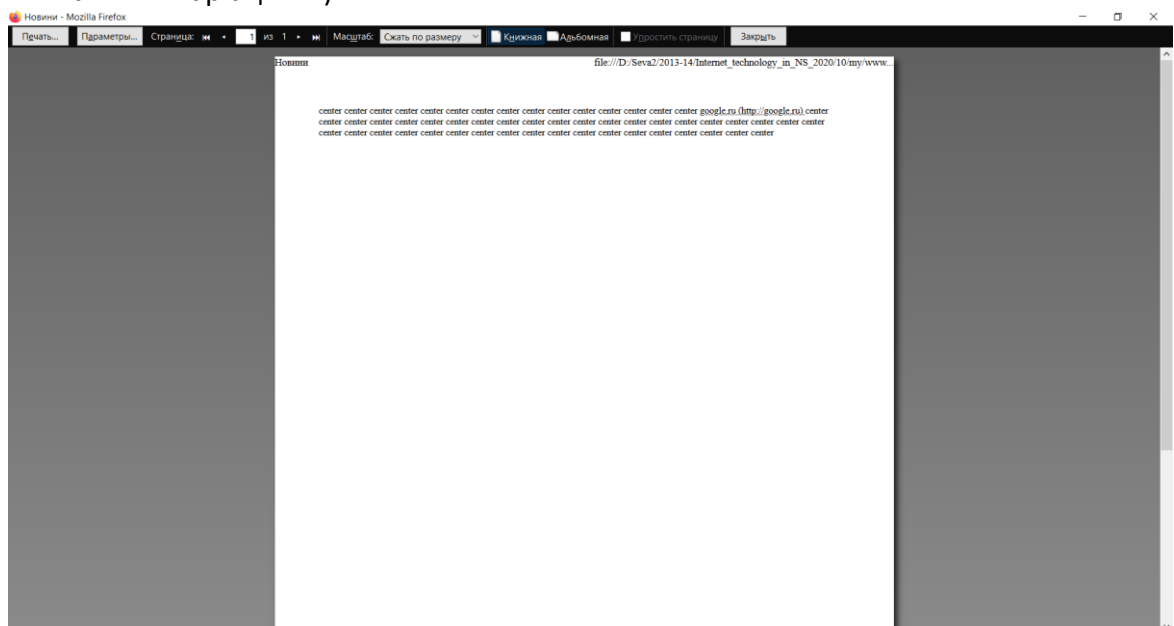 Новини - Mozilla Firefox
Печать... Параметры... Страница: 1 из 1 Масштаб: Сжать по размеру Книжная Альбомная Упростить страницу Закрыть
Новини file:///D:/Seva2/2013-14/Internet_technology_in_NS_2020/10/my/www...
center center center center center center center center center center center center center center center google.ru (http://google.ru) center
center center center center center center center center center center center center center center center center center center center center
center center center center center center center center center center center center center center center center center center